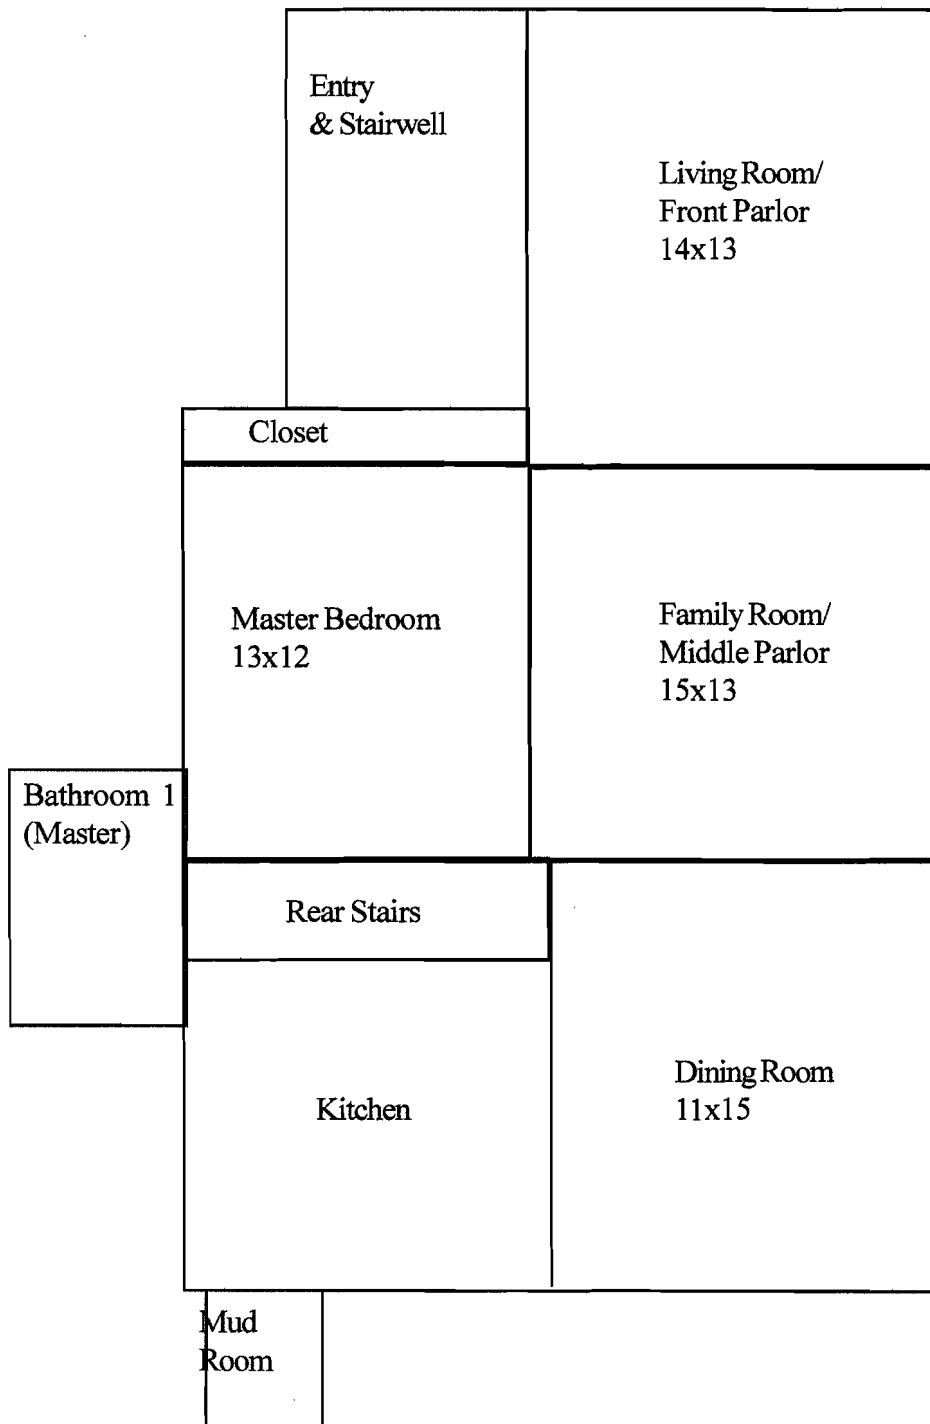 Entry
& Stairwell
Living Room/
Front Parlor
14x13
Closet
Master Bedroom
13x12
Family Room/
Middle Parlor
15x13
Bathroom 1
(Master)
Rear Stairs
Kitchen
Dining Room
11x15
Mud
Room